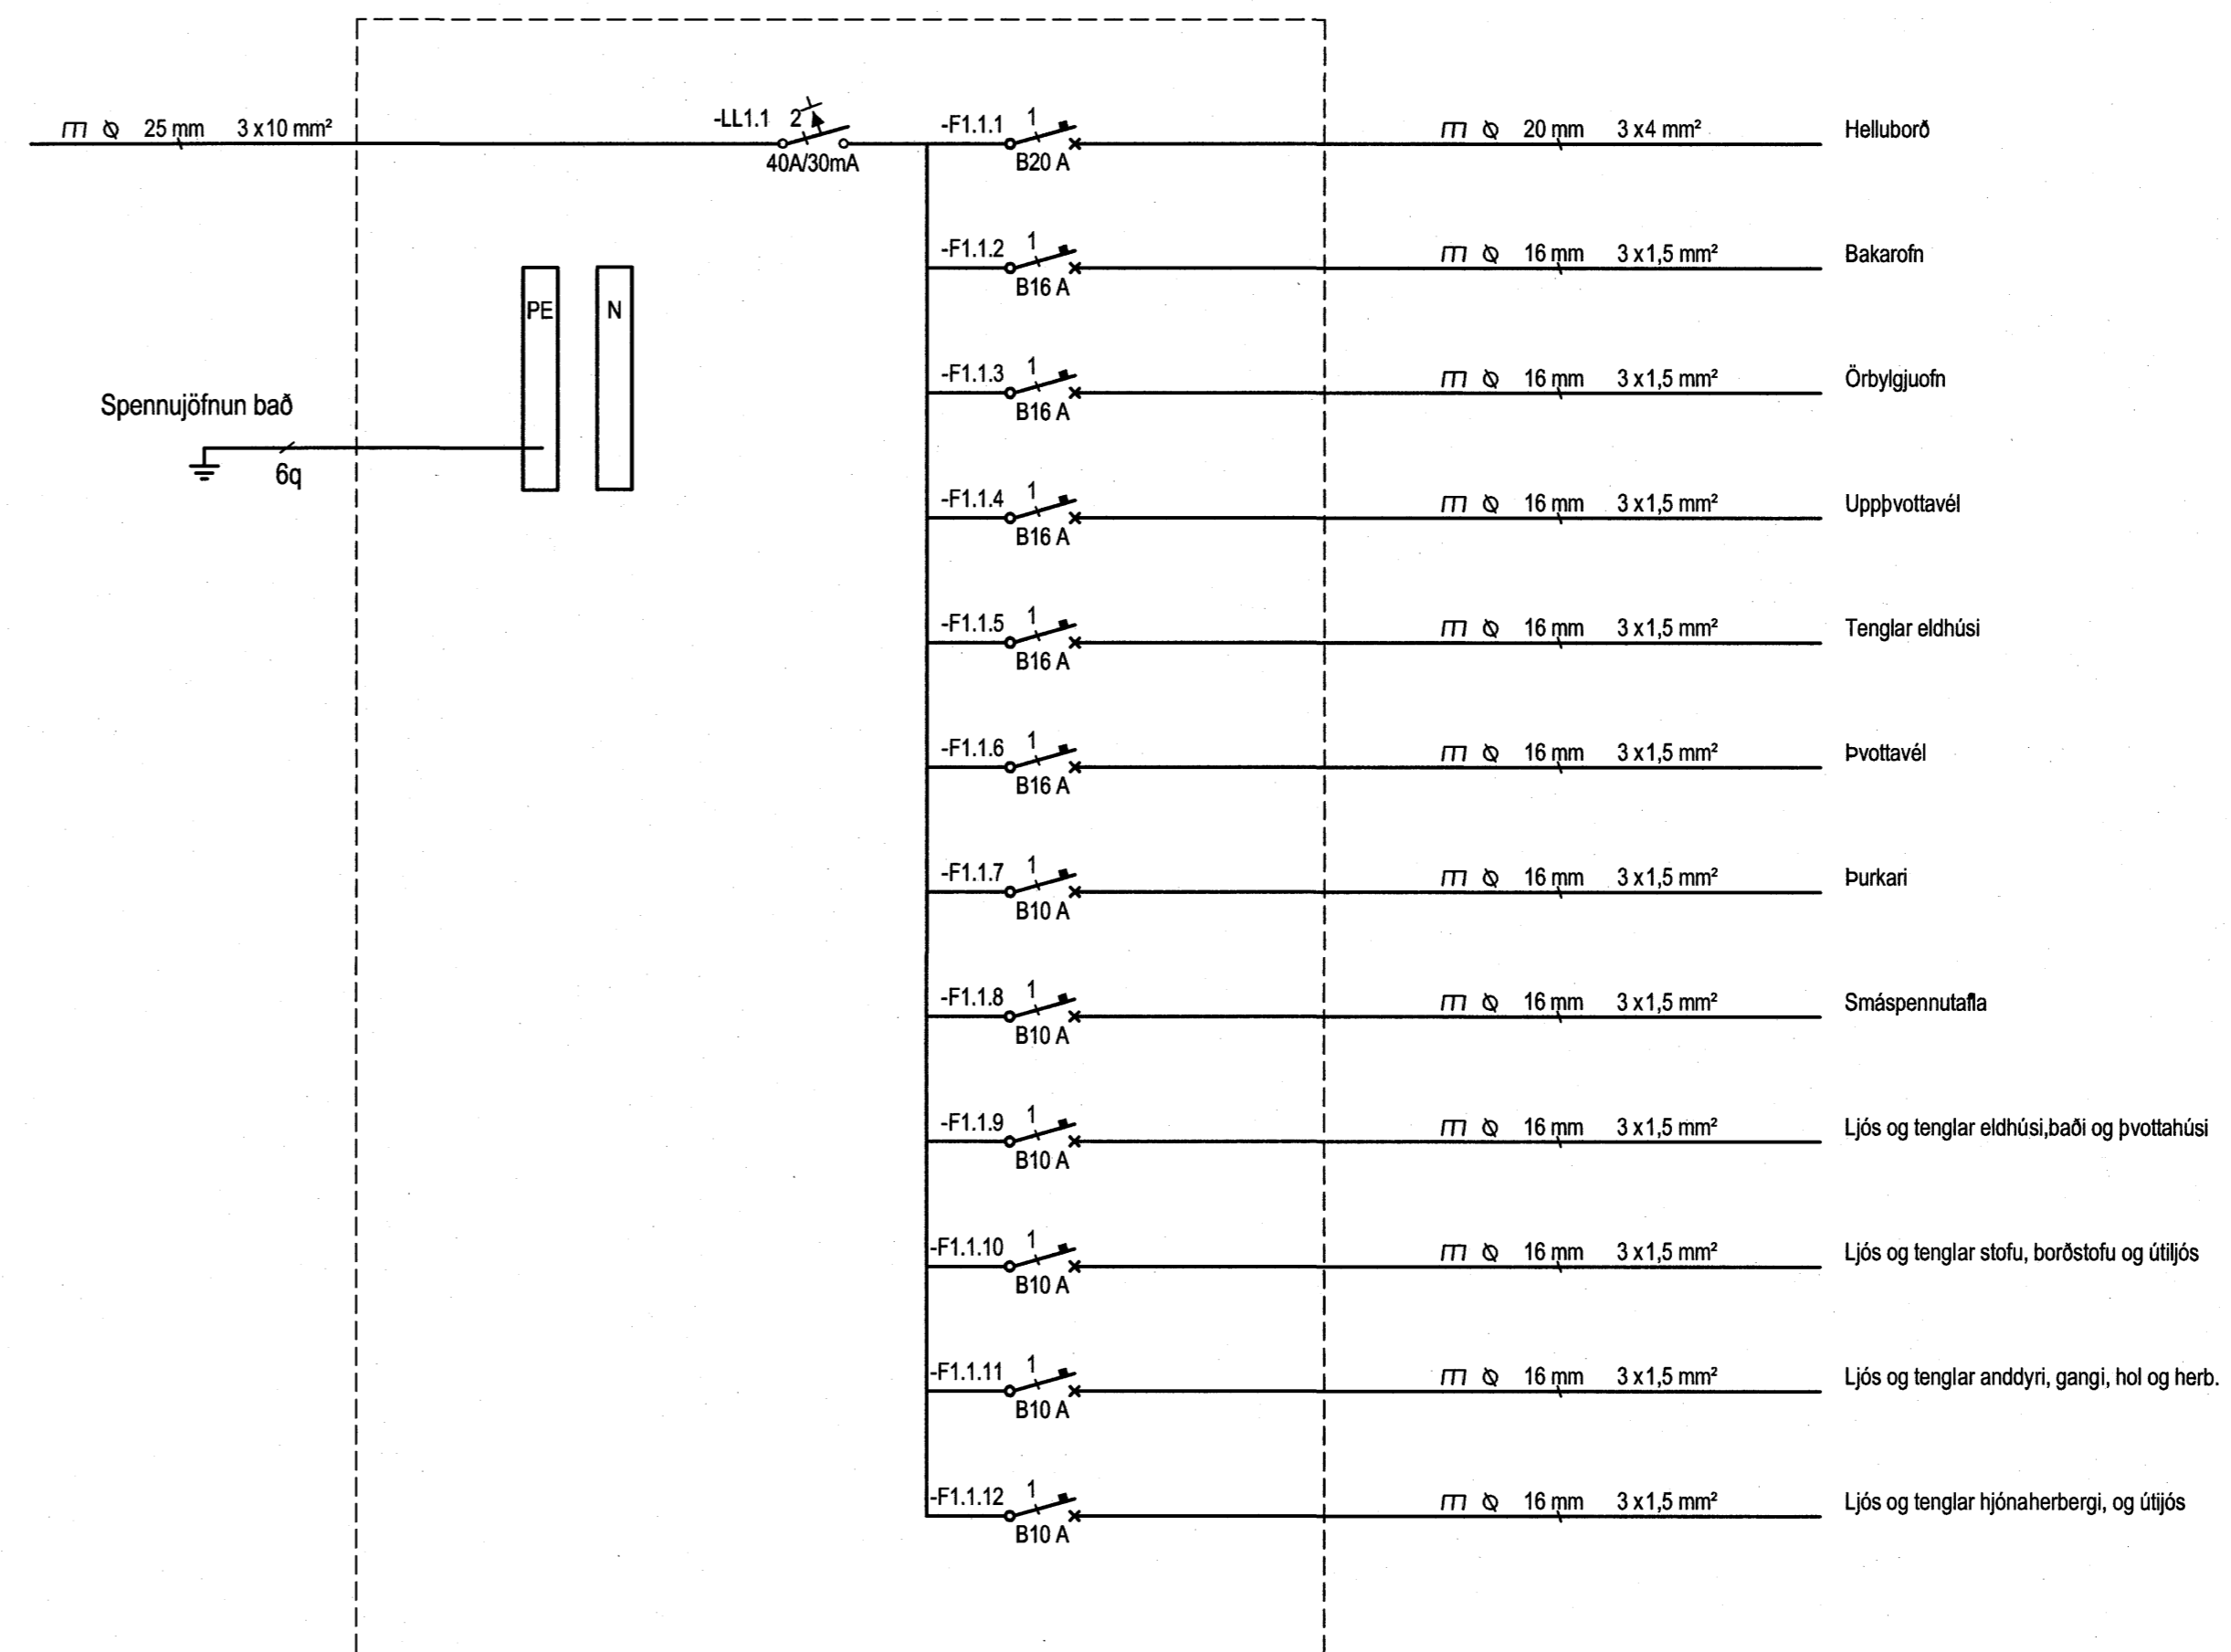 25 mm 3 x 10 mm²
-LL1.1 2
40A/30mA
-F1.1.1 1
B20 A
20 mm 3 x 4 mm² Helluborð
-F1.1.2 1
B16 A
16 mm 3 x 1,5 mm² Bakarofn
PE N
-F1.1.3 1
B16 A
16 mm 3 x 1,5 mm² Örbylgjuofn
Spennujöfnun bað
6q
-F1.1.4 1
B16 A
16 mm 3 x 1,5 mm² Uppþvottavél
-F1.1.5 1
B16 A
16 mm 3 x 1,5 mm² Tenglar eldhúsi
-F1.1.6 1
B16 A
16 mm 3 x 1,5 mm² Þvottavél
-F1.1.7 1
B10 A
16 mm 3 x 1,5 mm² Þurkari
-F1.1.8 1
B10 A
16 mm 3 x 1,5 mm² Smáspennutafla
-F1.1.9 1
B10 A
16 mm 3 x 1,5 mm² Ljós og tenglar eldhúsi,baði og þvottahúsi
-F1.1.10 1
B10 A
16 mm 3 x 1,5 mm² Ljós og tenglar stofu, borðstofu og útiljós
-F1.1.11 1
B10 A
16 mm 3 x 1,5 mm² Ljós og tenglar anddyri, gangi, hol og herb.
-F1.1.12 1
B10 A
16 mm 3 x 1,5 mm² Ljós og tenglar hjónaherbergi, og útijós